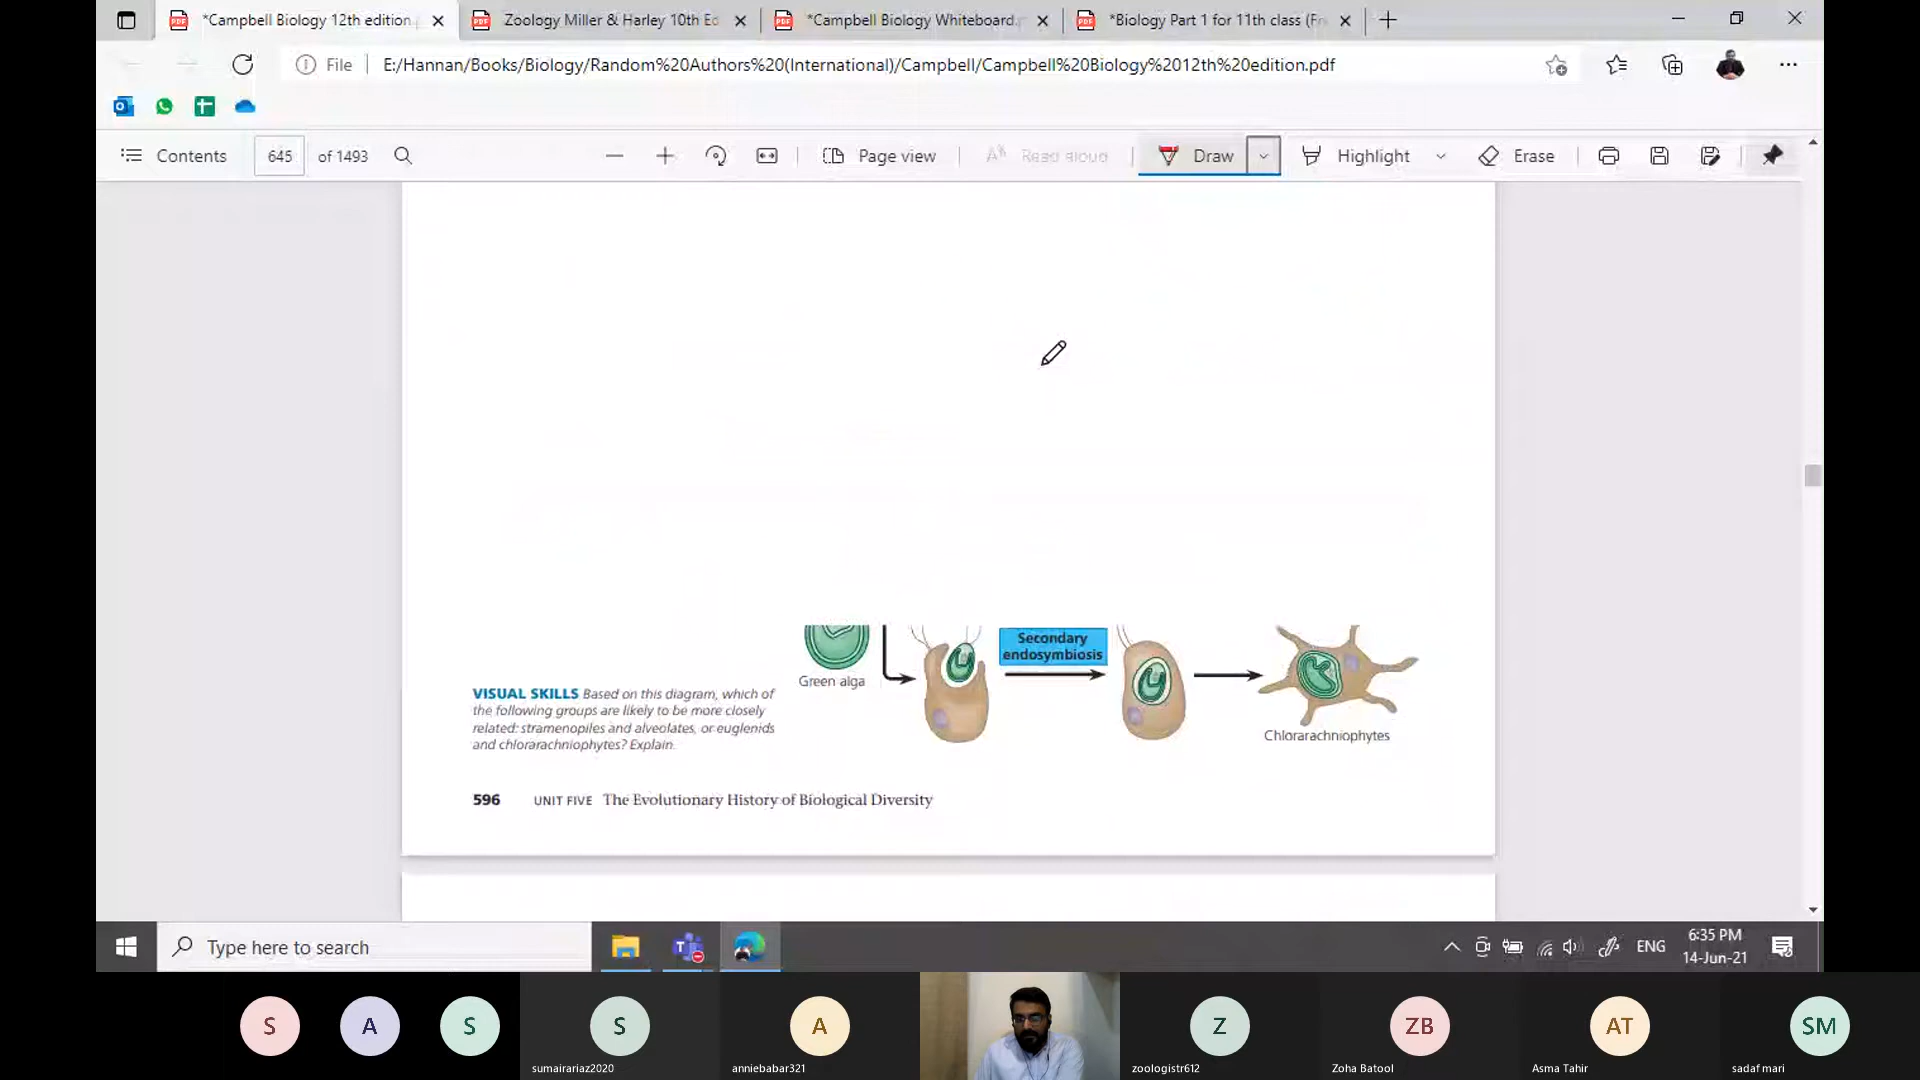 *Campbell Biology 12th edition.
Zoology Miller & Harley 10th Ed
*Campbell Biology Whiteboard.
*Biology Part 1 for 11th class (Fr
File
E:/Hannan/Books/Biology/Random%20Authors%20(International)/Campbell/Campbell%20Biology%2012th%20edition.pdf
Contents
645
of 1493
Page view
Read aloud
Draw
Highlight
Erase
Secondary
endosymbiosis
Green alga
Chlorarachniophytes
VISUAL SKILLS Based on this diagram, which of
the following groups are likely to be more closely
related: stramenopiles and alveolates, or euglenids
and chlorarachniophytes? Explain.
596 UNIT FIVE The Evolutionary History of Biological Diversity
Type here to search
ENG
6:35 PM
14-Jun-21
S
A
S
S
A
Z
ZB
AT
SM
sumairariaz2020
anniebabar321
zoologistr612
Zoha Batool
Asma Tahir
sadaf mari